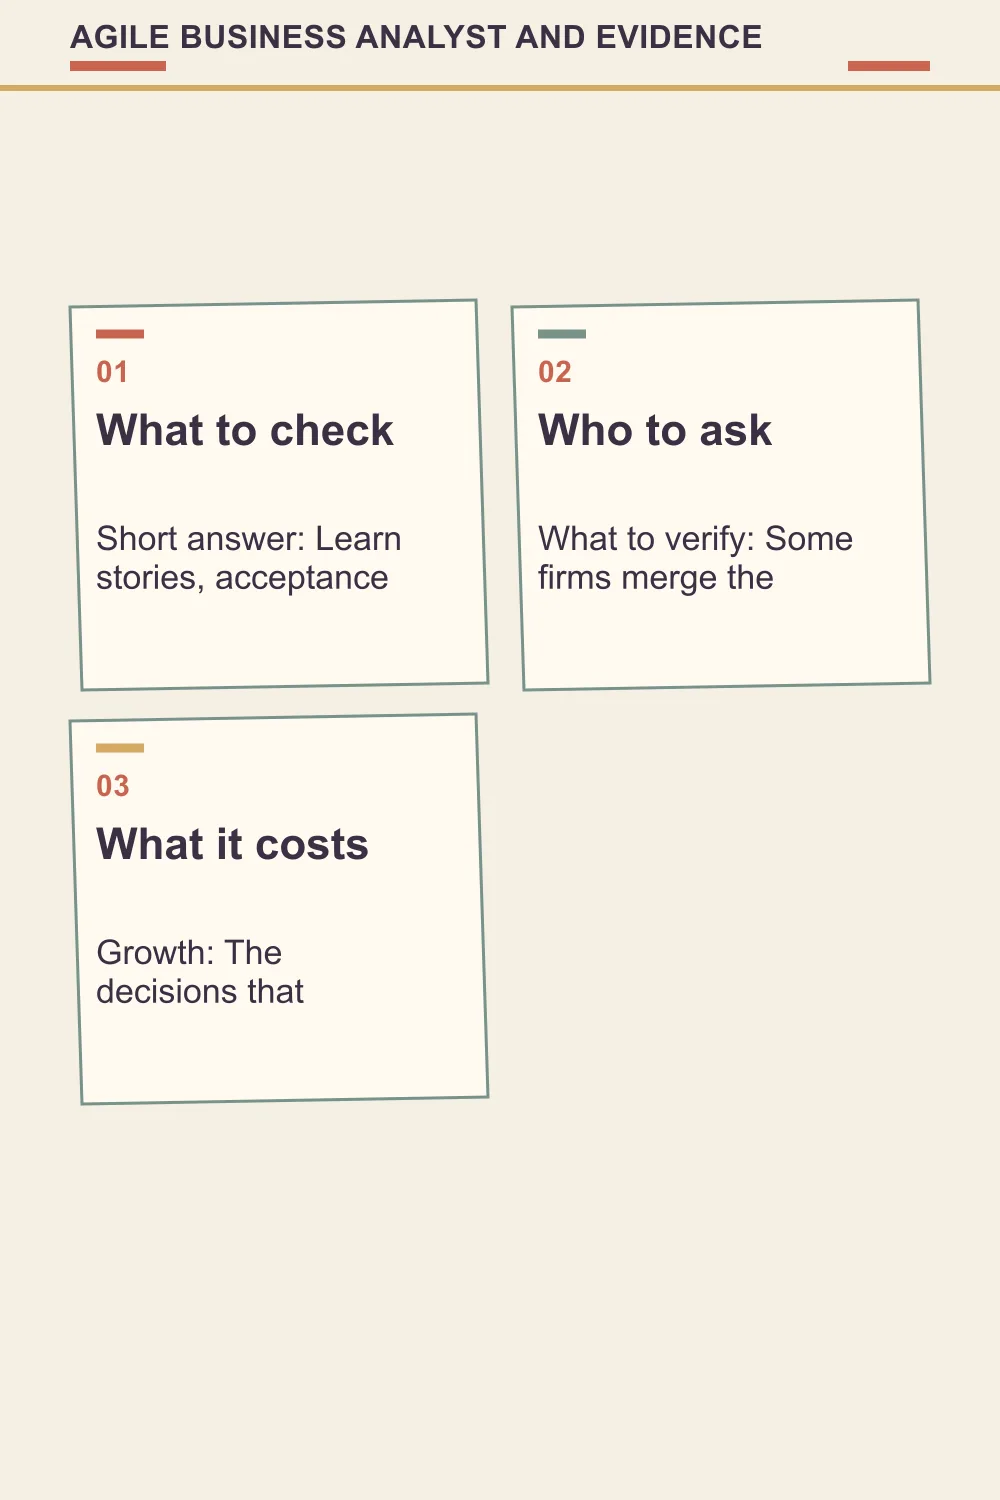 AGILE BUSINESS ANALYST AND EVIDENCE
01
What to check
Short answer: Learn
stories, acceptance
02
Who to ask
What to verify: Some
firms merge the
03
What it costs
Growth: The
decisions that